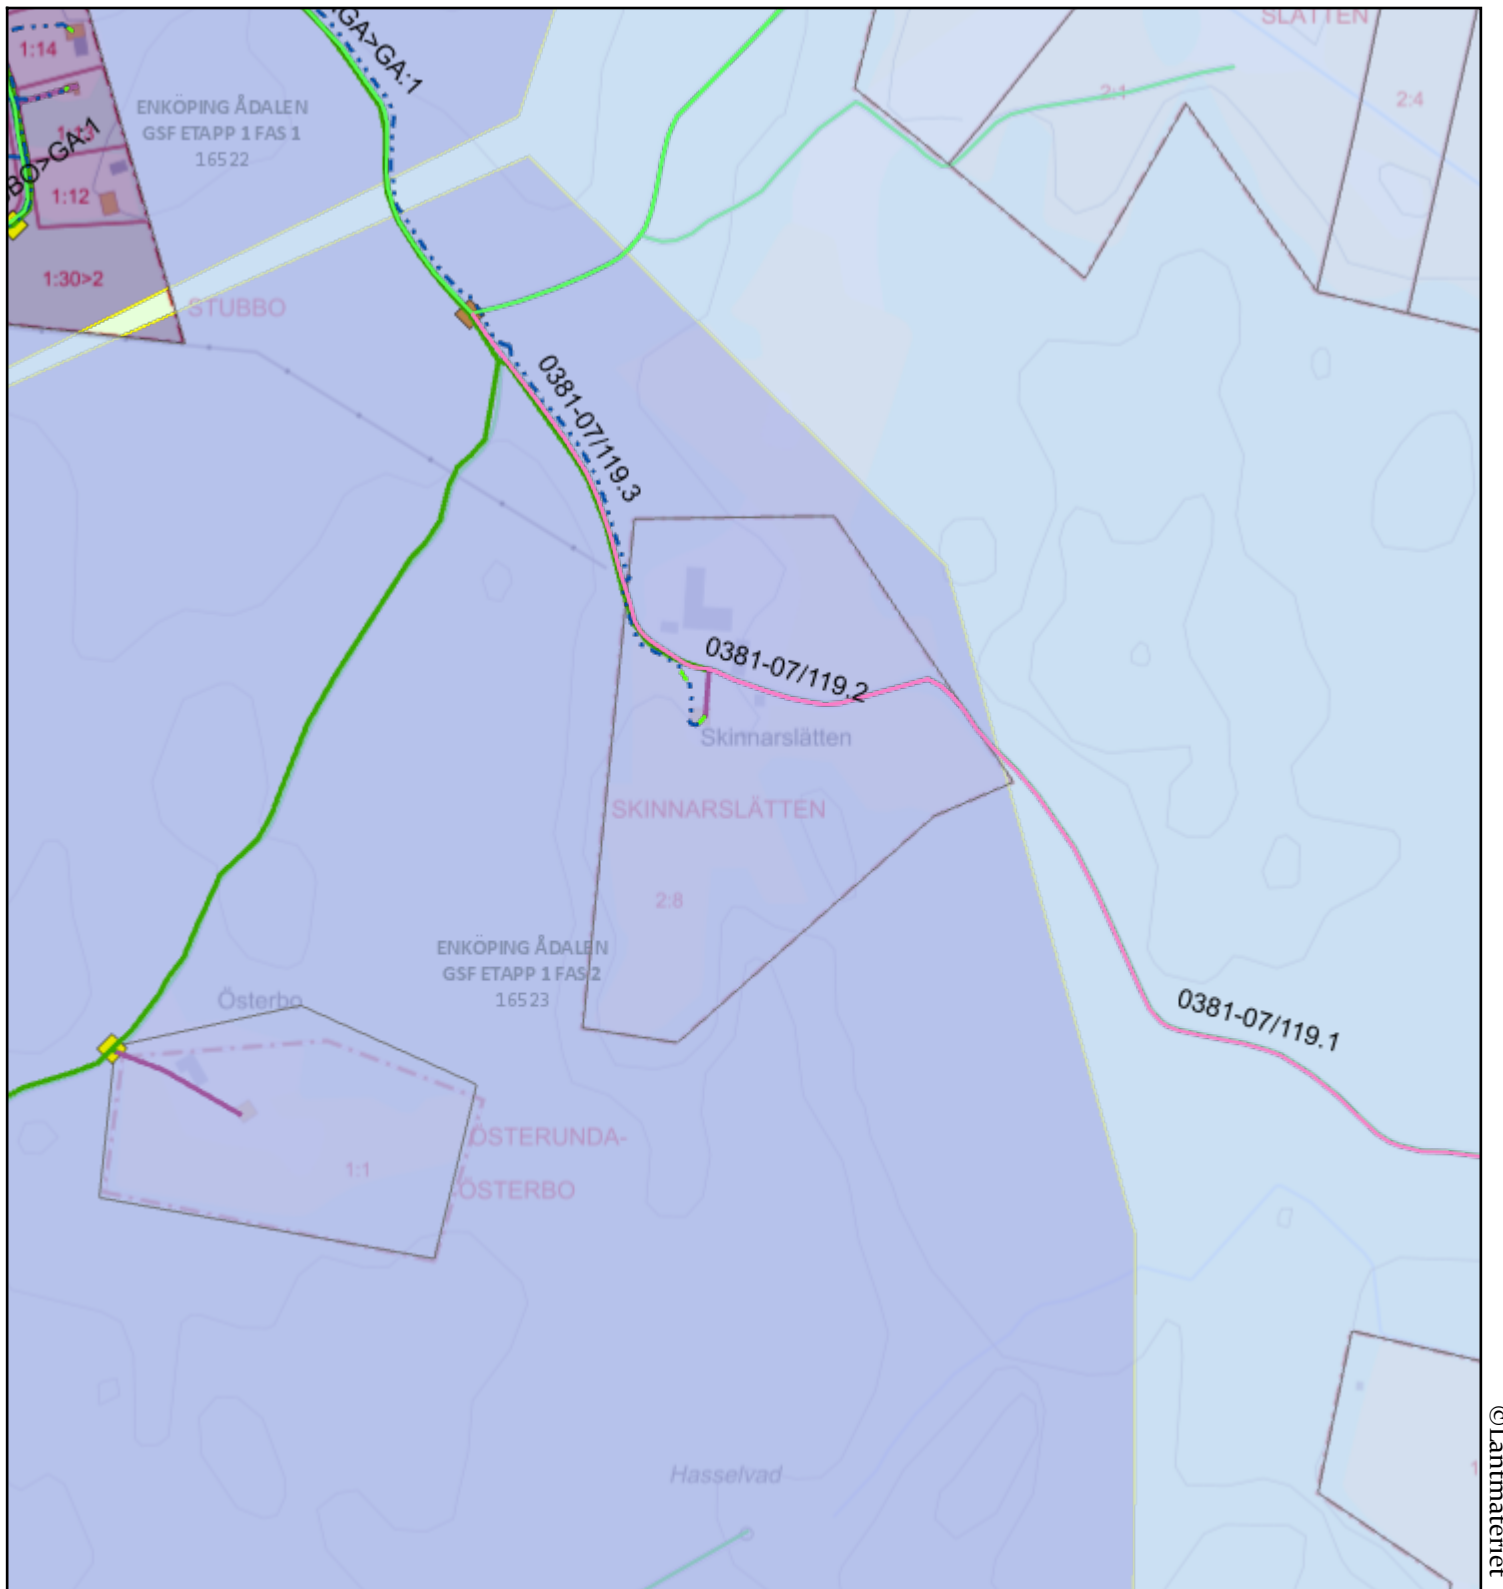 GA>GA:1
SLÄTTEN
1:14
2:1
2:4
ENKÖPING ÅDALEN
GSF ETAPP 1 FAS 1
16522
1:13
BO>GA:1
1:12
1:30>2
STUBBO
0381-07/119.3
0381-07/119.2
Skinnarslätten
SKINNARSLÄTTEN
2:8
ENKÖPING ÅDALEN
GSF ETAPP 1 FAS 2
16523
Österbo
0381-07/119.1
ÖSTERUNDA-
1:1
ÖSTERBO
Hasselvad
©Lantmäteriet